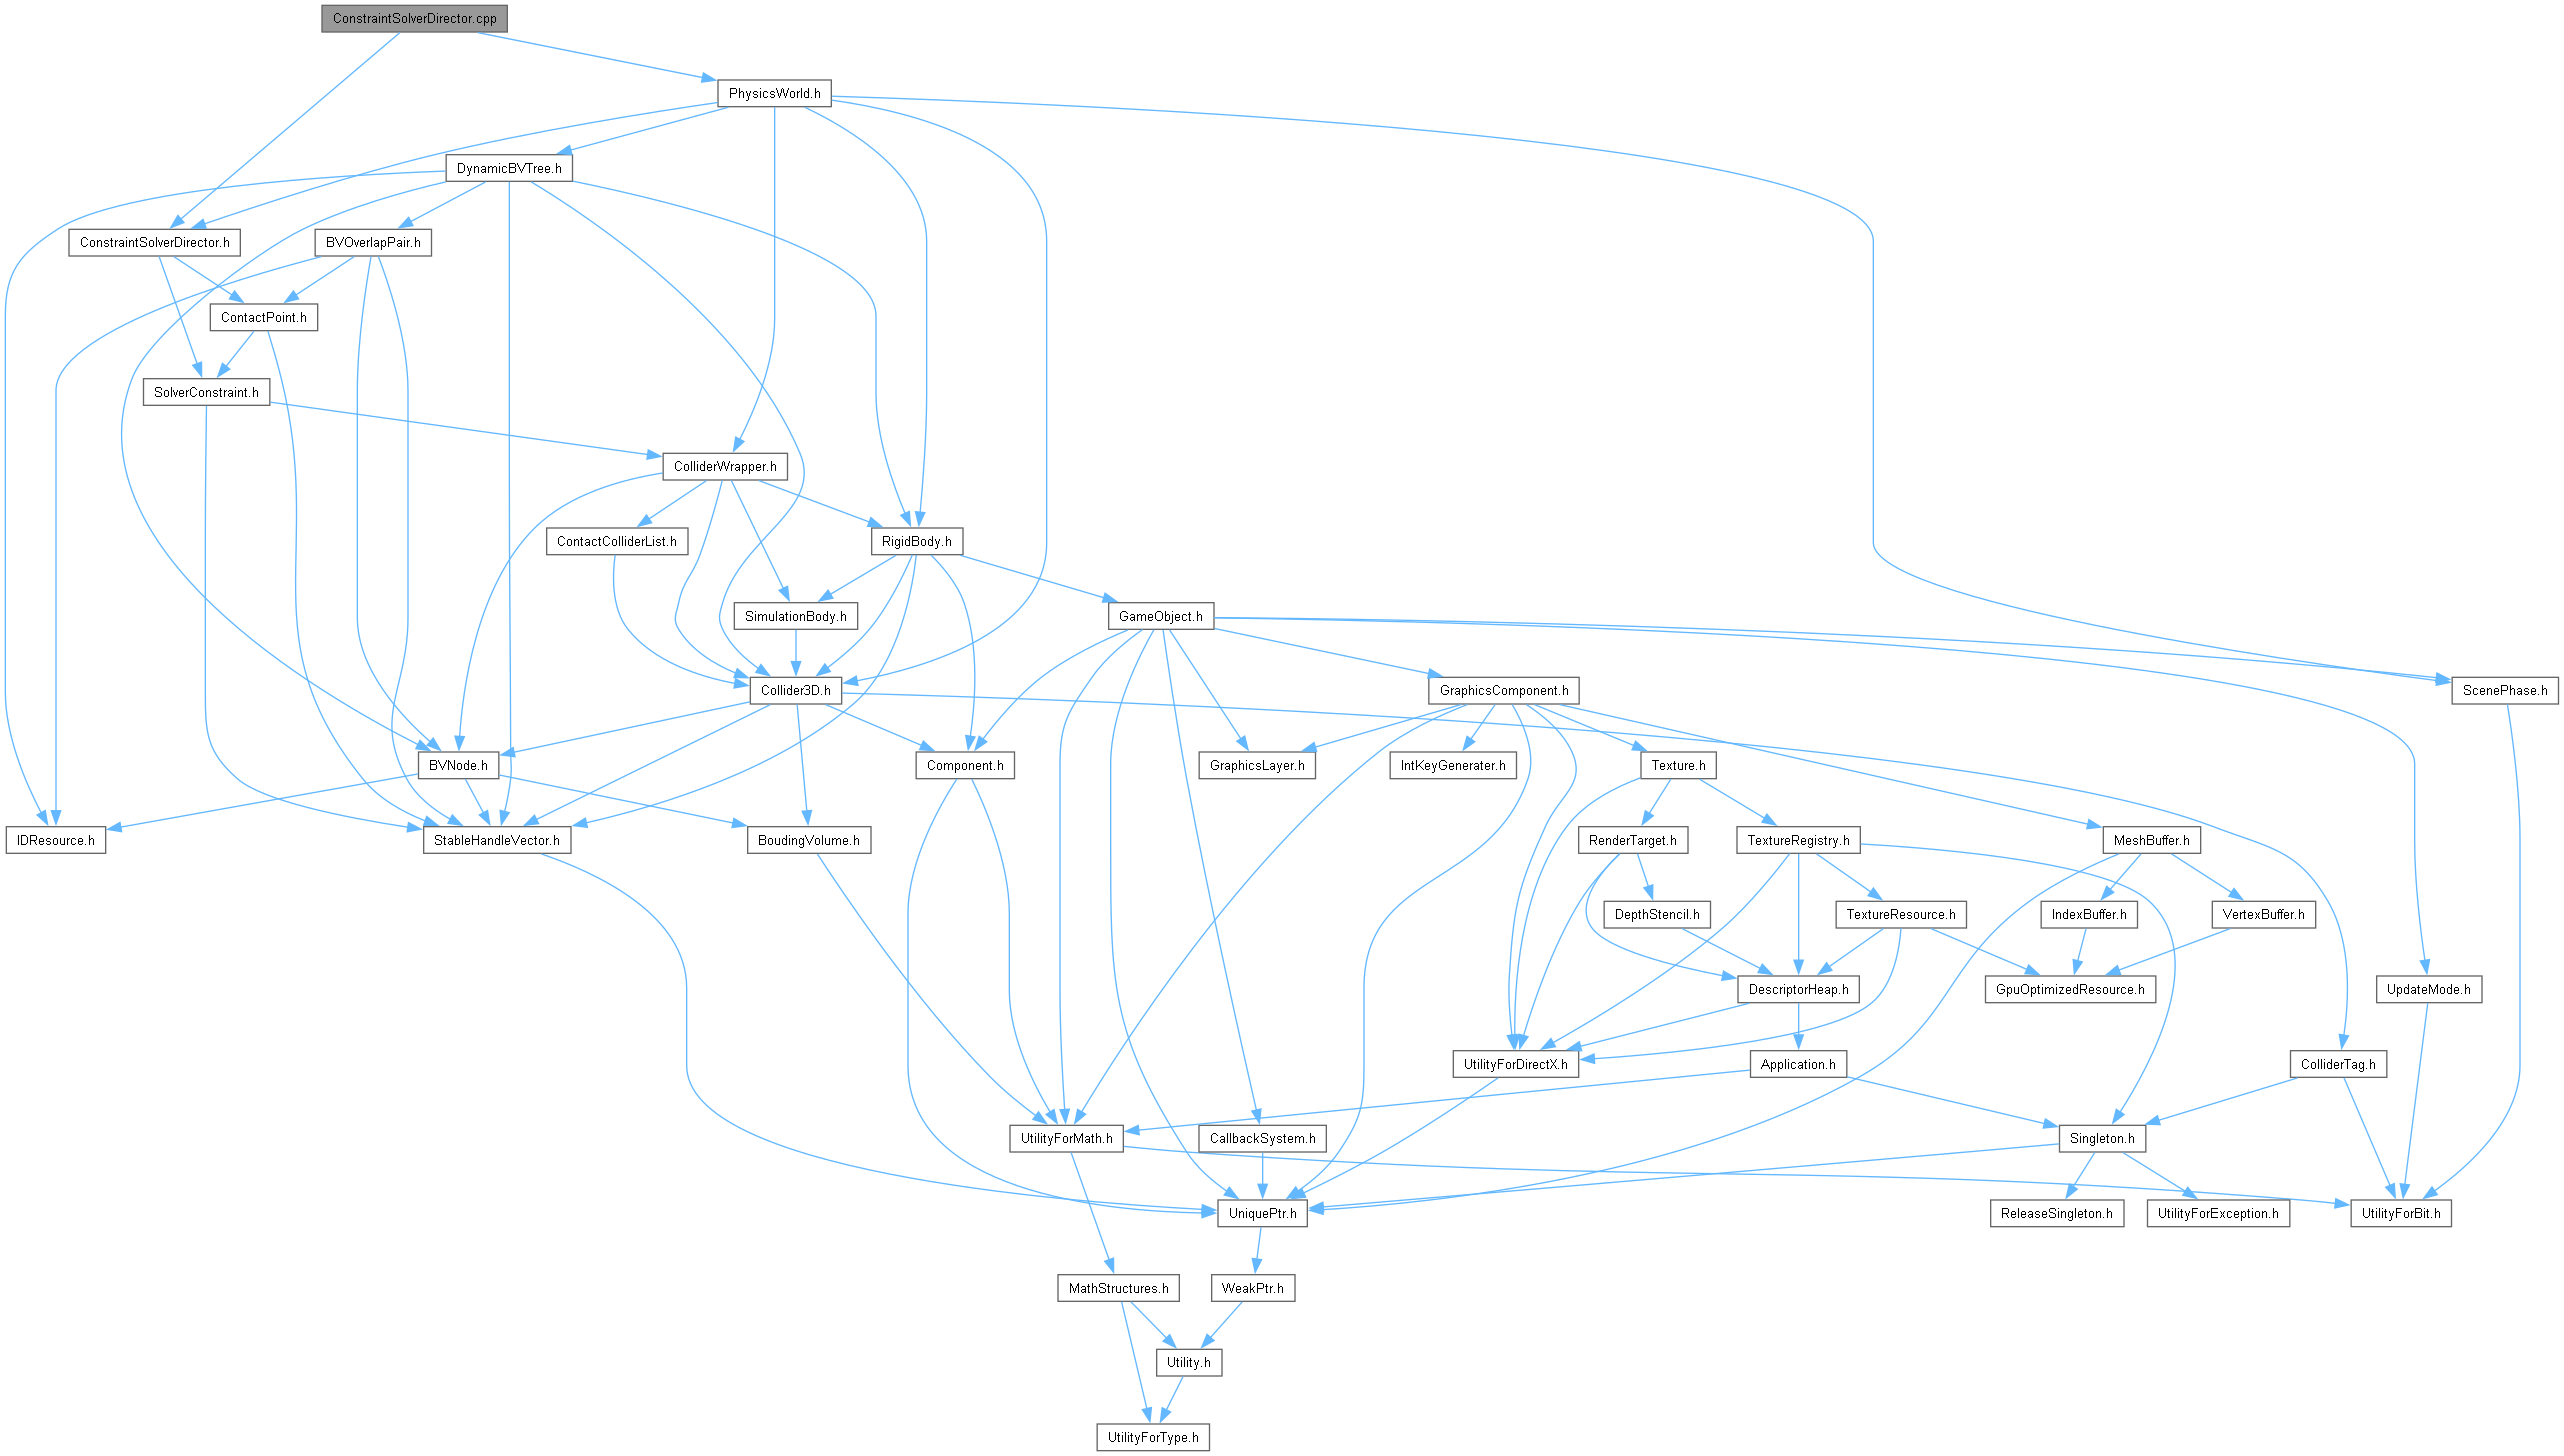 ConstraintSolverDirector.cpp
PhysicsWorld.h
DynamicBVTree.h
ConstraintSolverDirector.h
BVOverlapPair.h
ContactPoint.h
SolverConstraint.h
ColliderWrapper.h
ContactColliderList.h
RigidBody.h
SimulationBody.h
GameObject.h
Collider3D.h
GraphicsComponent.h
ScenePhase.h
BVNode.h
Component.h
GraphicsLayer.h
IntKeyGenerater.h
Texture.h
IDResource.h
StableHandleVector.h
BoudingVolume.h
RenderTarget.h
TextureRegistry.h
MeshBuffer.h
DepthStencil.h
TextureResource.h
IndexBuffer.h
VertexBuffer.h
DescriptorHeap.h
GpuOptimizedResource.h
UpdateMode.h
UtilityForDirectX.h
Application.h
ColliderTag.h
UtilityForMath.h
CallbackSystem.h
Singleton.h
UniquePtr.h
ReleaseSingleton.h
UtilityForException.h
UtilityForBit.h
MathStructures.h
WeakPtr.h
Utility.h
UtilityForType.h